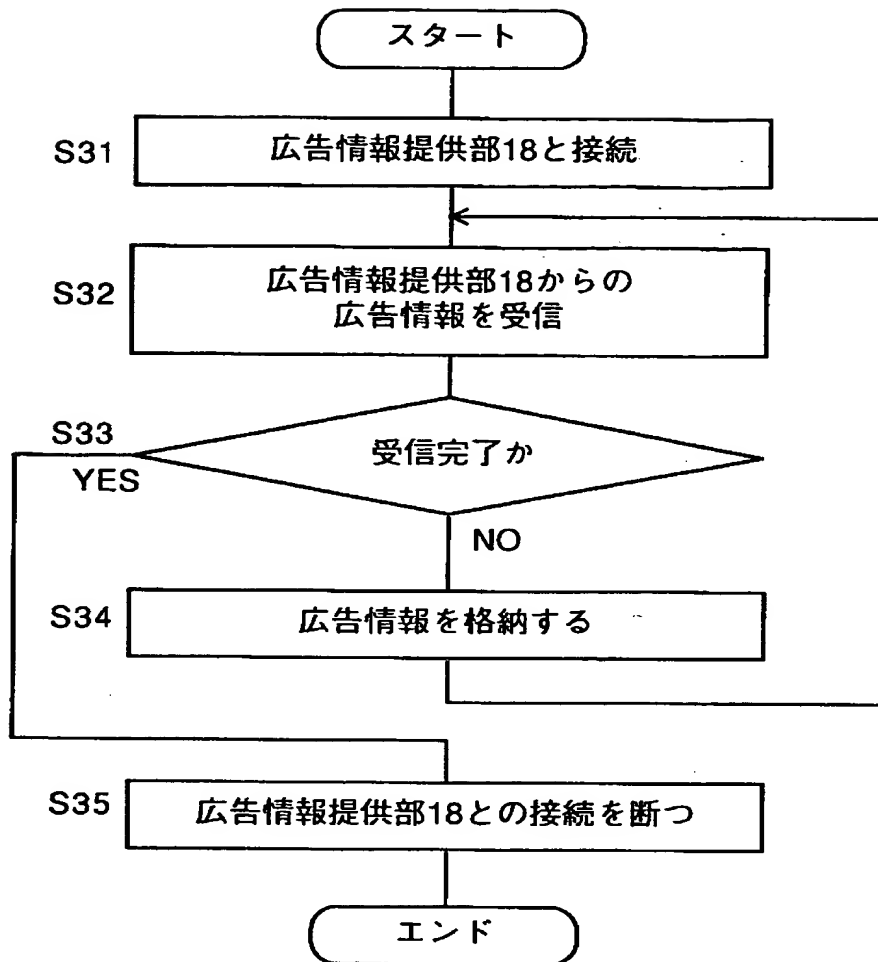 スタート
S31
広告情報提供部18と接続
S32
広告情報提供部18からの
広告情報を受信
S33
受信完了か
YES
NO
S34
広告情報を格納する
S35
広告情報提供部18との接続を断つ
エンド